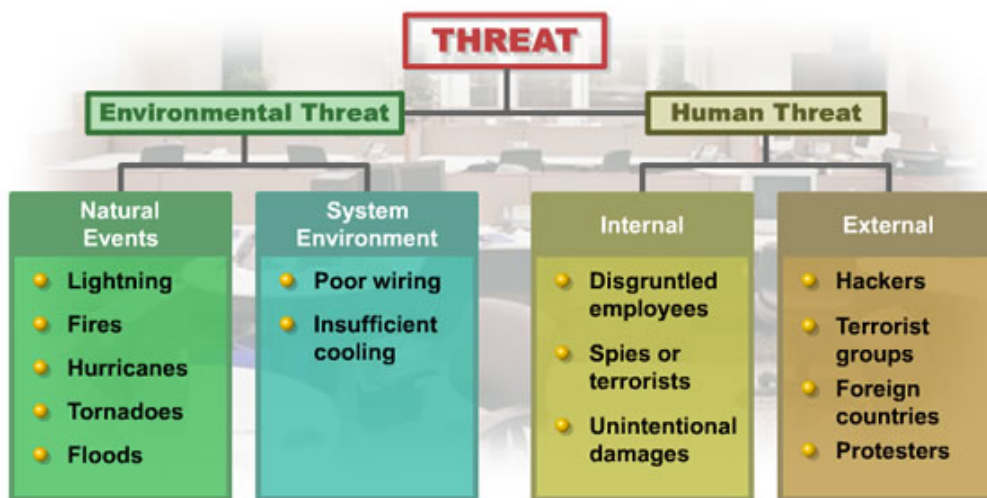 THREAT
Environmental Threat
Human Threat
Natural
Events
Lightning
Fires
Hurricanes
Tornadoes
Floods
System
Environment
Poor wiring
Insufficient
cooling
Internal
Disgruntled
employees
Spies or
terrorists
Unintentional
damages
External
Hackers
Terrorist
groups
Foreign
countries
Protesters